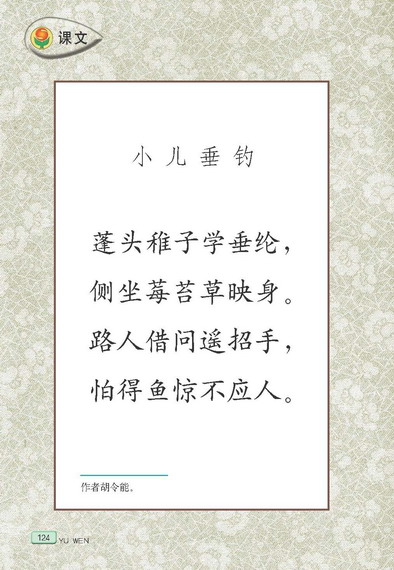 课文
小儿垂钓
蓬头稚子学垂纶，
侧坐莓苔草映身。
路人借问遥招手，
怕得鱼惊不应人。
作者胡令能。
124 YU WEN